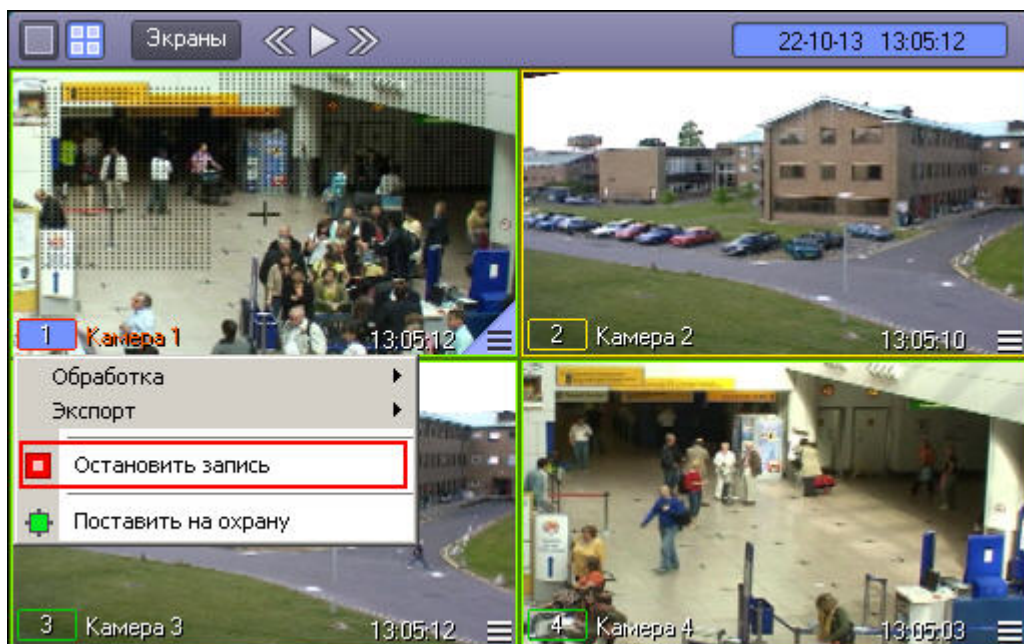 Экраны
22-10-13 13:05:12
1 Камера 1 13:05:12
2 Камера 2 13:05:10
Обработка
Экспорт
Остановить запись
Поставить на охрану
3 Камера 3 13:05:12
4 Камера 4 13:05:03